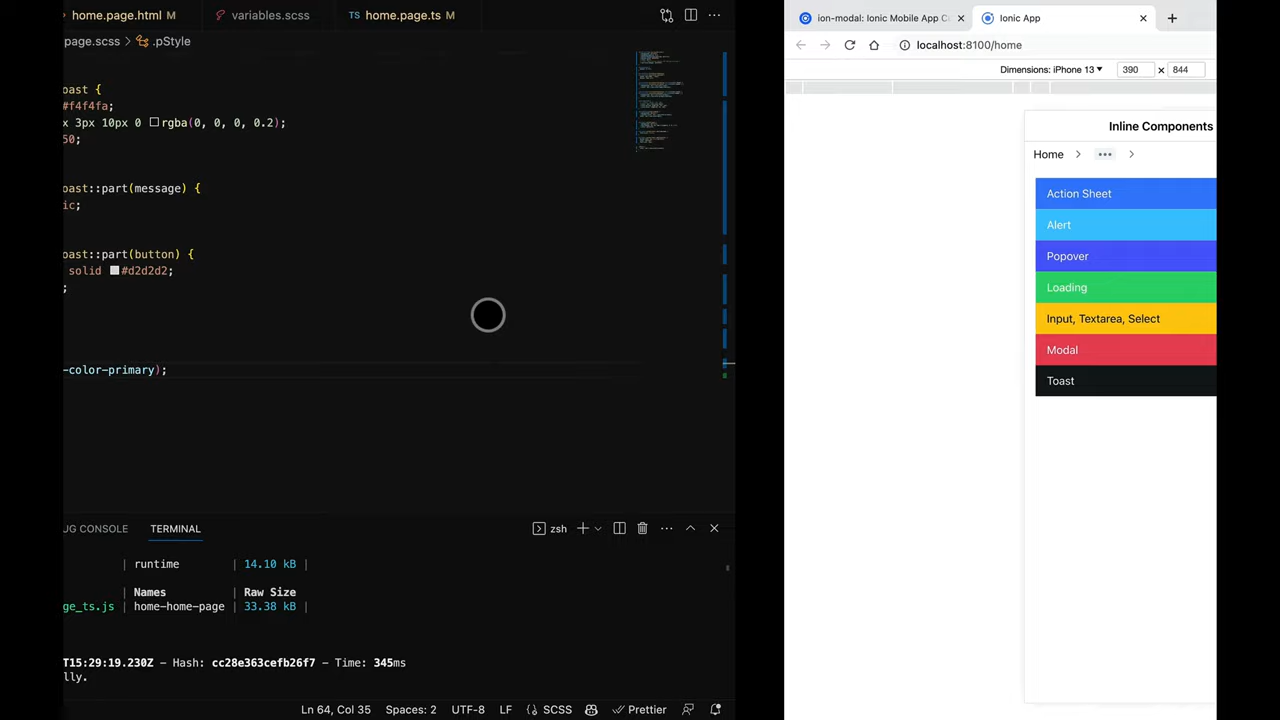 home.page.html M
variables.scss
TS home.page.ts M
page.scss > .pStyle
oast {
#f4f4fa;
x 3px 10px 0 rgba(0, 0, 0, 0.2);
50;
oast::part(message) {
ic;
oast::part(button) {
solid #d2d2d2;
;
-color-primary);
UG CONSOLE
TERMINAL
zsh
| runtime | 14.10 kB |
| Names | Raw Size
ge_ts.js | home-home-page | 33.38 kB |
T15:29:19.230Z - Hash: cc28e363cefb26f7 - Time: 345ms
lly.
Ln 64, Col 35 Spaces: 2 UTF-8 LF {} SCSS Prettier
ion-modal: Ionic Mobile App C
Ionic App
localhost:8100/home
Dimensions: iPhone 13 ▼ 390 × 844
Inline Components
Home > ••• >
Action Sheet
Alert
Popover
Loading
Input, Textarea, Select
Modal
Toast